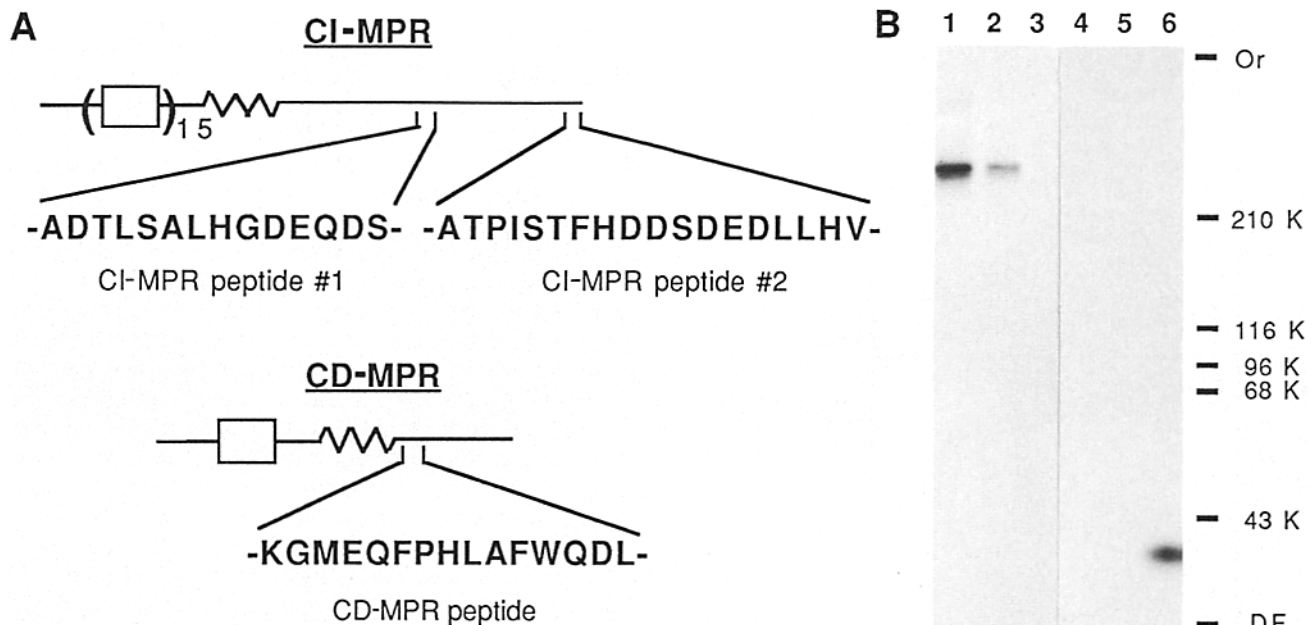 A
CI-MPR
15
-ADTLSALHGDEQDS-
-ATPISTFHDDSDEDLLHV-
CI-MPR peptide #1
CI-MPR peptide #2
CD-MPR
-KGMEQFPHLAFWQDL-
CD-MPR peptide
B
1 2 3 4 5 6
Or
210 K
116 K
96 K
68 K
43 K
DF